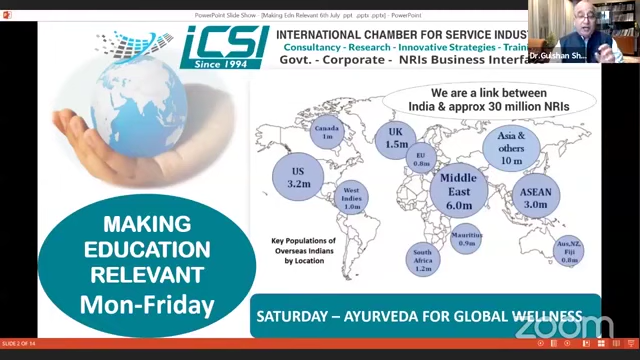 PowerPoint Slide Show - [Making Edn Relevant 6th July .ppt .pptx .pptx] - PowerPoint
iCSI
Since 1994
INTERNATIONAL CHAMBER FOR SERVICE INDUS
Consultancy - Research - Innovative Strategies - Train
Govt. - Corporate - NRIs Business Interfa
Dr.Gulshan Sh...
We are a link between
India & approx 30 million NRIs
Canada
1m
UK
1.5m
EU
0.8m
Asia &
others
10 m
US
3.2m
West
Indies
1.0m
Middle
East
6.0m
ASEAN
3.0m
Key Populations of
Overseas Indians
by Location
South
Africa
1.2m
Mauritius
0.9m
Aus,NZ,
Fiji
0.8m
MAKING
EDUCATION
RELEVANT
Mon-Friday
SATURDAY – AYURVEDA FOR GLOBAL WELLNESS
zoom
SLIDE 2 OF 14